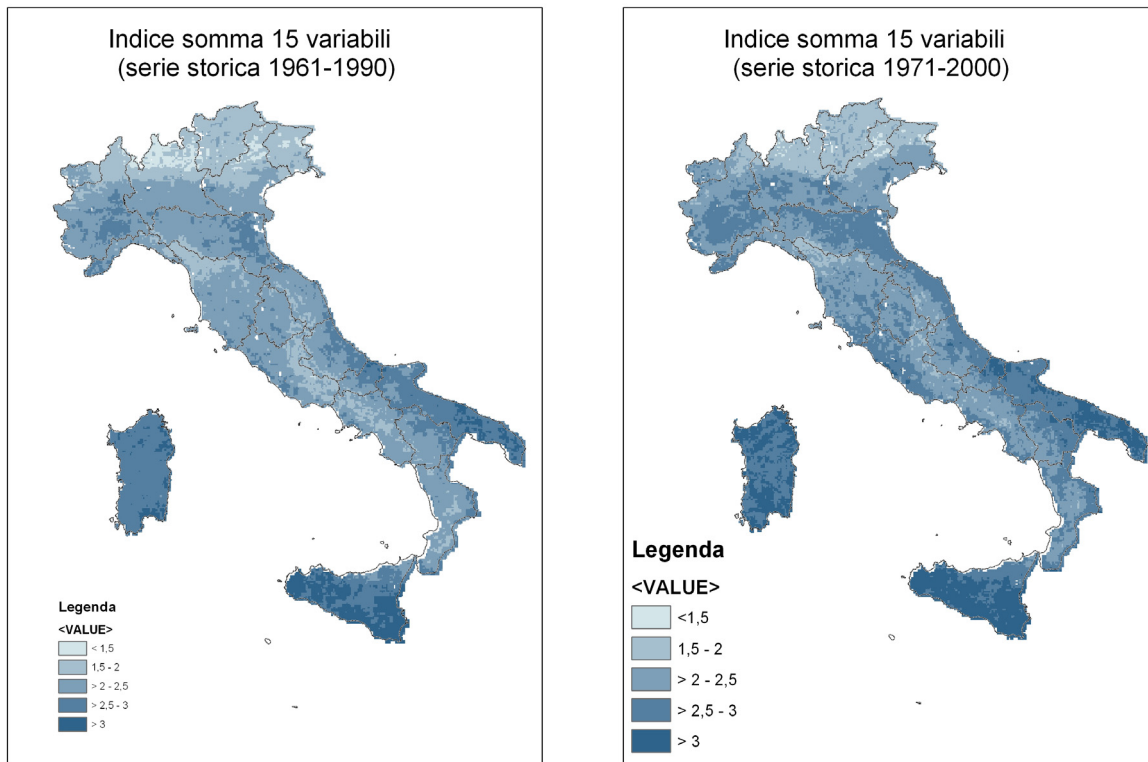 Indice somma 15 variabili
(serie storica 1961-1990)
Legenda
<VALUE>
< 1,5
1,5 - 2
> 2 - 2,5
> 2,5 - 3
> 3
Indice somma 15 variabili
(serie storica 1971-2000)
Legenda
<VALUE>
<1,5
1,5 - 2
> 2 - 2,5
> 2,5 - 3
> 3